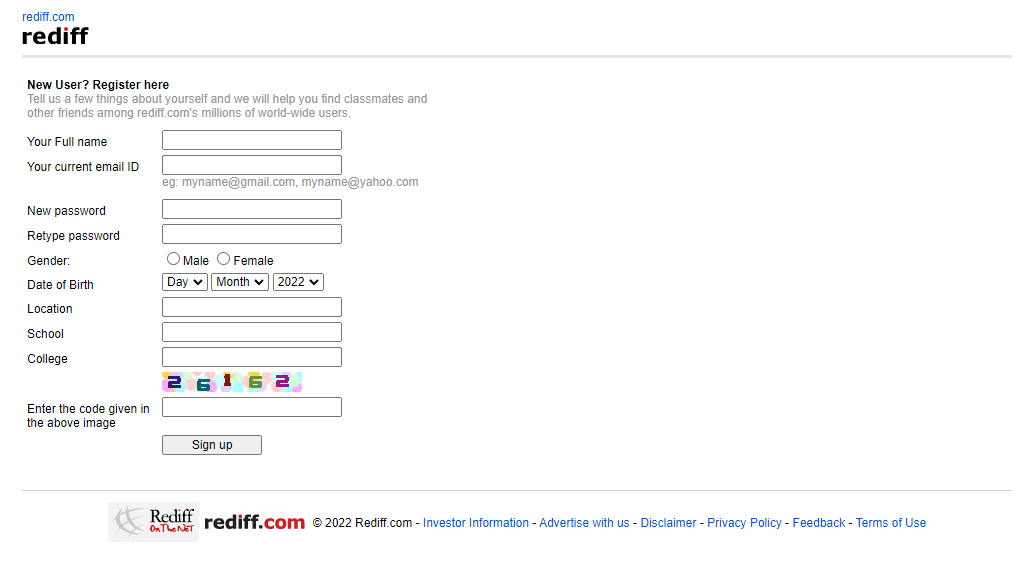 rediff.com
rediff
New User? Register here
Tell us a few things about yourself and we will help you find classmates and
other friends among rediff.com's millions of world-wide users.
Your Full name
Your current email ID
eg: myname@gmail.com, myname@yahoo.com
New password
Retype password
Gender: Male Female
Date of Birth Day Month 2022
Location
School
College
26162
Enter the code given in
the above image
Sign up
Rediff On The Net rediff.com © 2022 Rediff.com - Investor Information - Advertise with us - Disclaimer - Privacy Policy - Feedback - Terms of Use